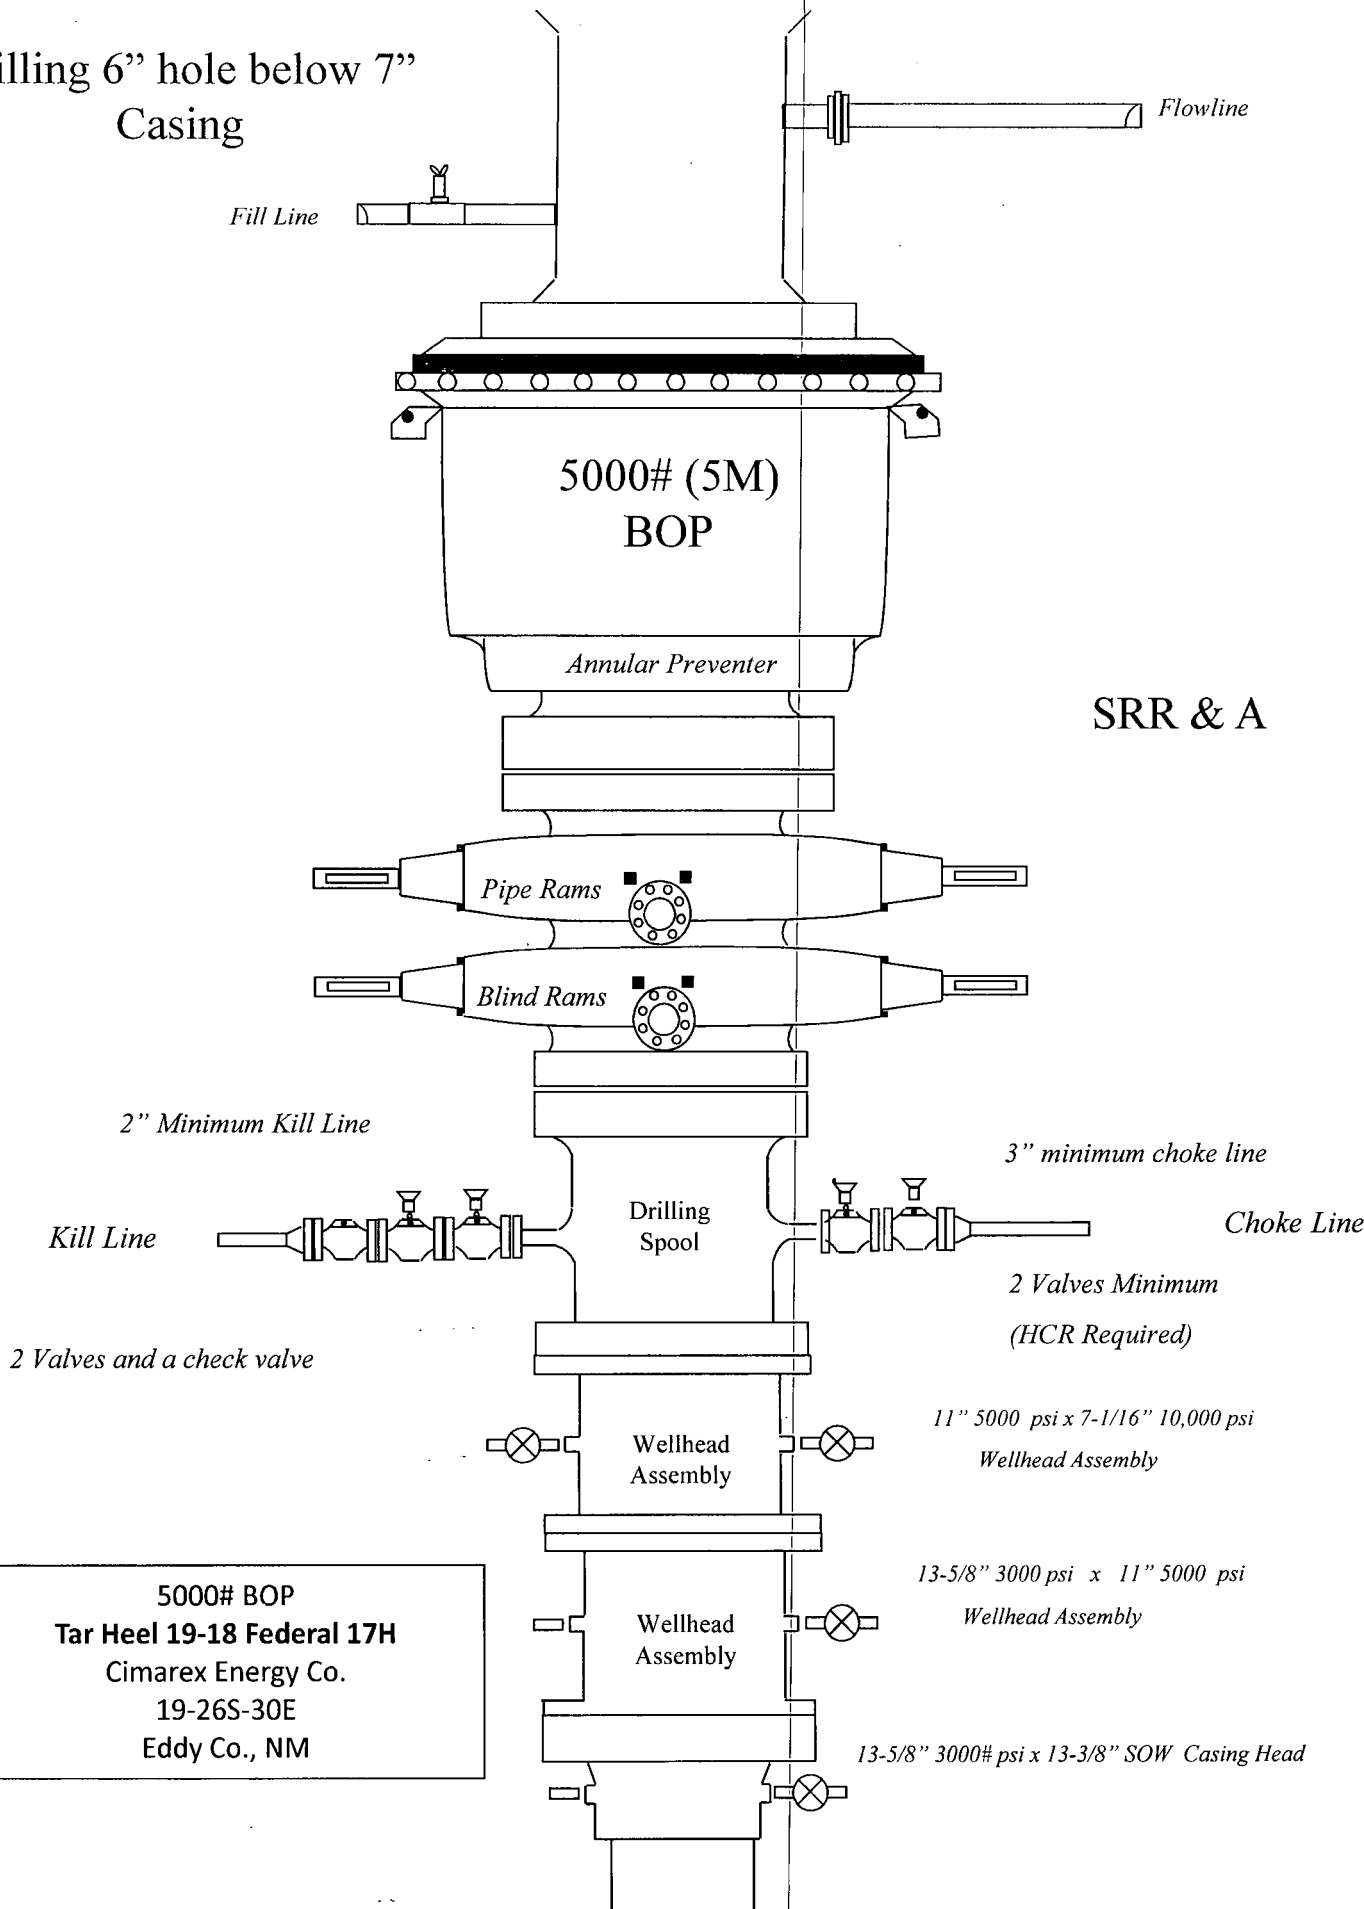 illing 6” hole below 7”
Casing
Flowline
Fill Line
5000# (5M)
BOP
Annular Preventer
SRR & A
Pipe Rams
Blind Rams
2” Minimum Kill Line
3” minimum choke line
Drilling
Spool
Kill Line
Choke Line
2 Valves Minimum
(HCR Required)
2 Valves and a check valve
11” 5000 psi x 7-1/16” 10,000 psi
Wellhead Assembly
Wellhead
Assembly
13-5/8” 3000 psi x 11” 5000 psi
Wellhead Assembly
Wellhead
Assembly
5000# BOP
Tar Heel 19-18 Federal 17H
Cimarex Energy Co.
19-26S-30E
Eddy Co., NM
13-5/8” 3000# psi x 13-3/8” SOW Casing Head